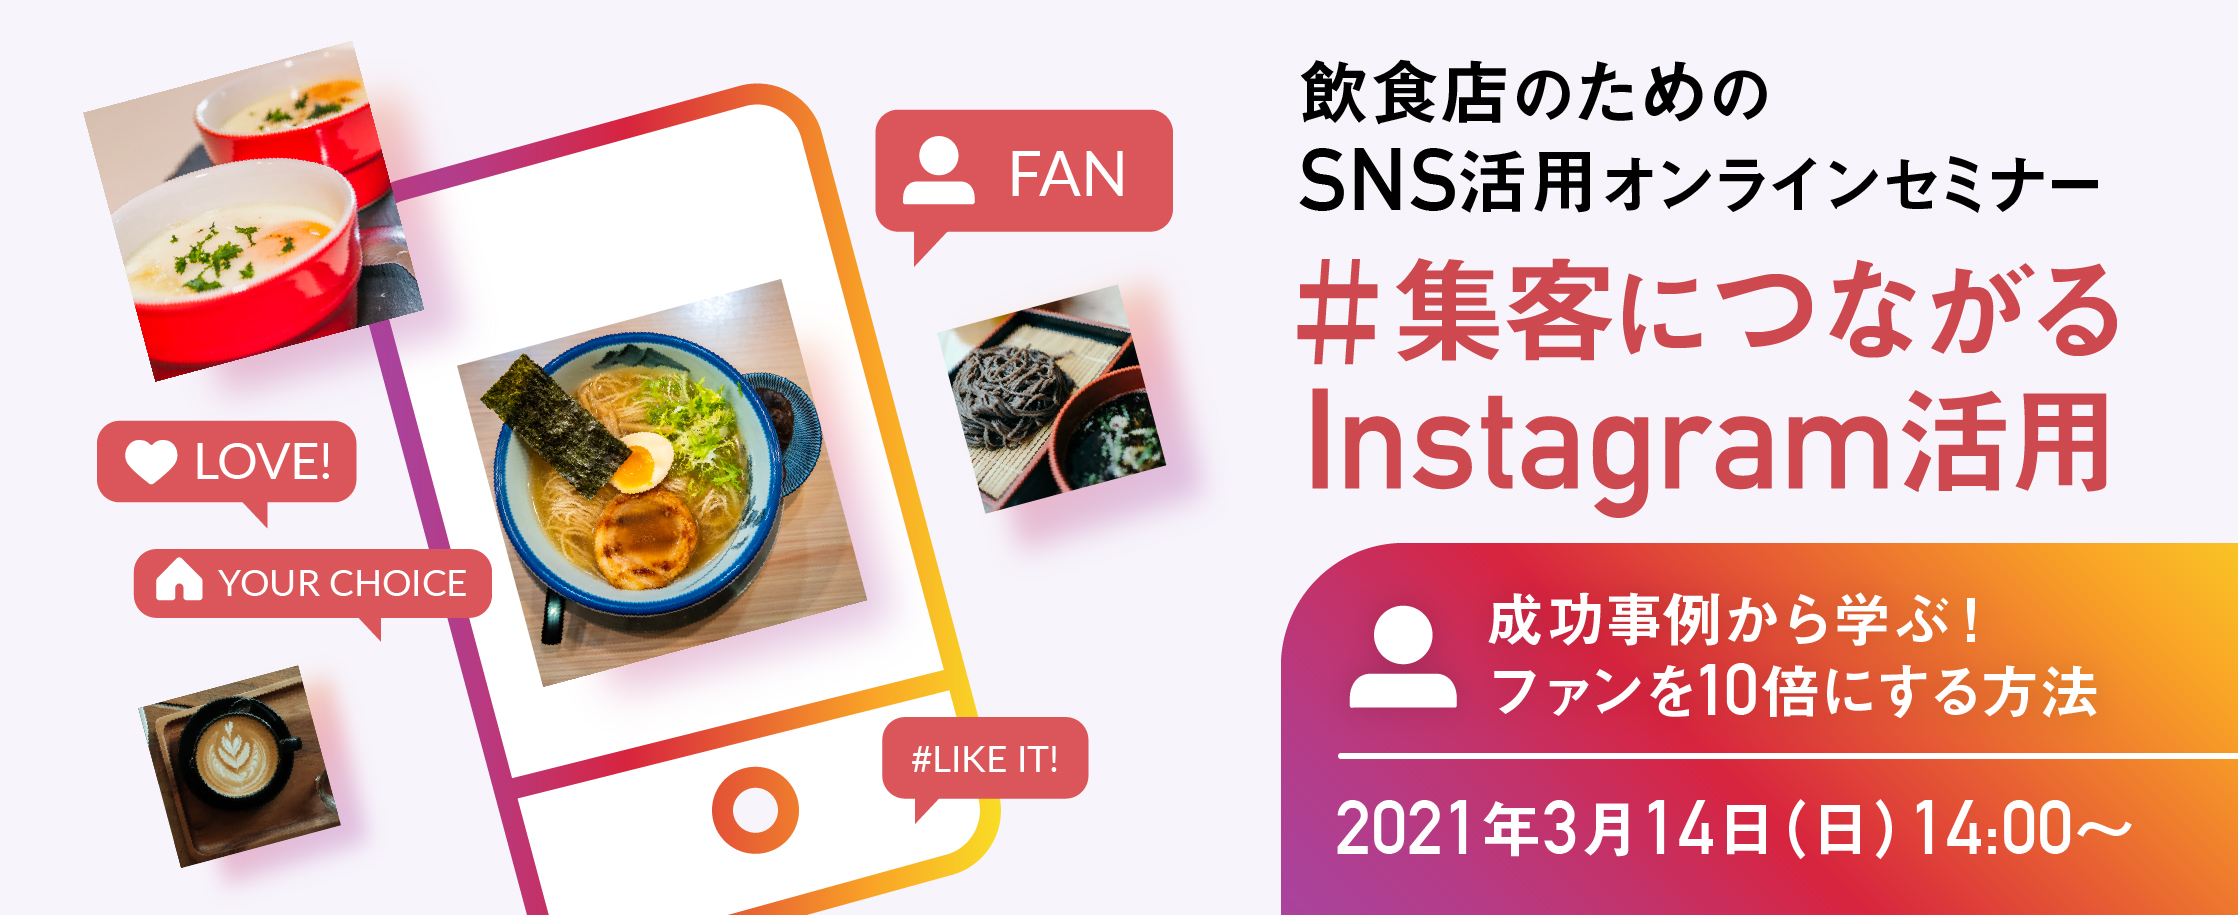 飲食店のための
SNS活用オンラインセミナー
#集客につながる
Instagram活用
成功事例から学ぶ！
ファンを10倍にする方法
2021年3月14日(日) 14:00〜
FAN
LOVE!
YOUR CHOICE
#LIKE IT!